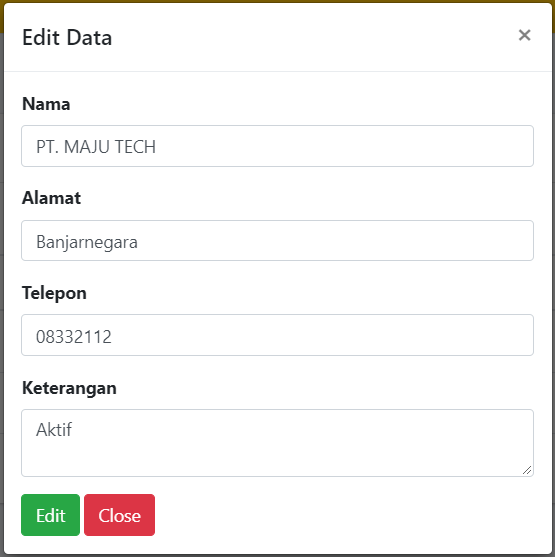 Edit Data ×
Nama
PT. MAJU TECH
Alamat
Banjarnegara
Telepon
08332112
Keterangan
Aktif
Edit Close